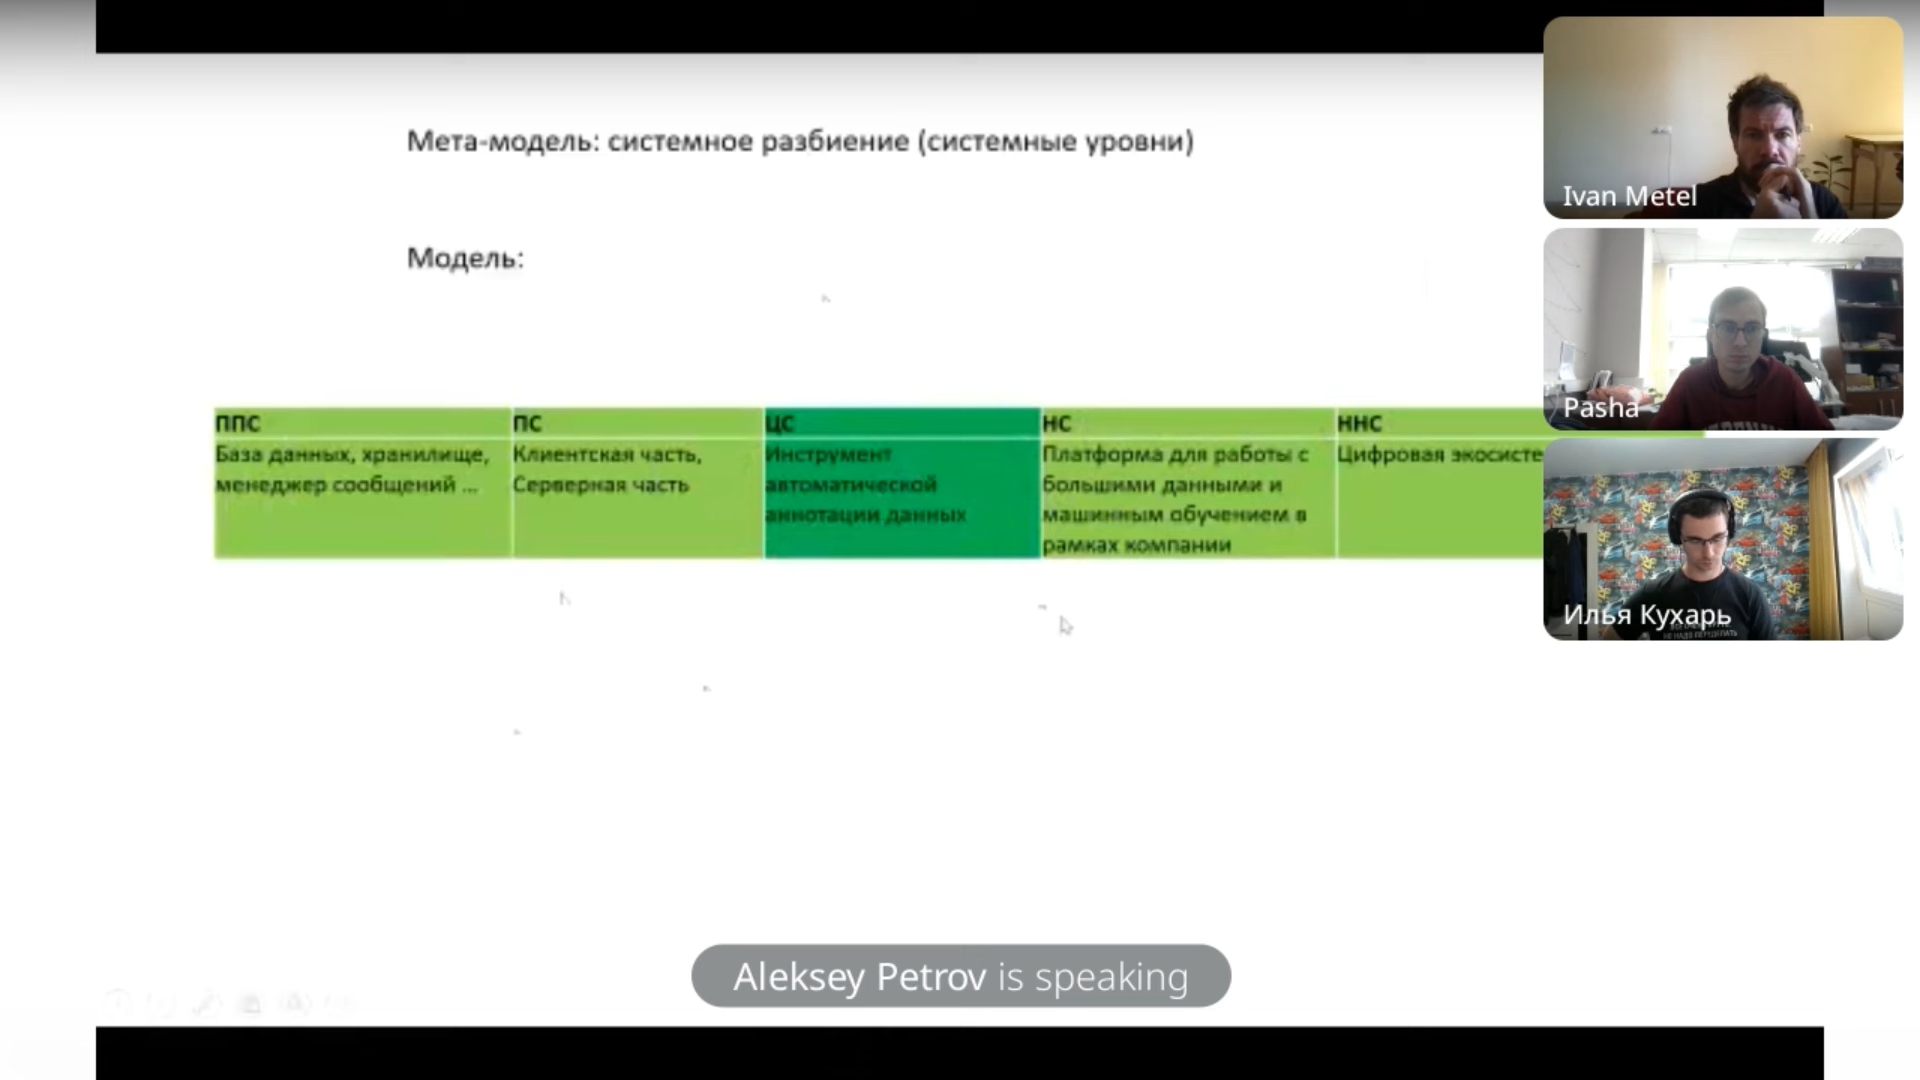 Мета-модель: системное разбиение (системные уровни)
Модель:
ППС
ПС
ЦС
НС
ННС
База данных, хранилище,
менеджер сообщений ...
Клиентская часть,
Серверная часть
Инструмент
автоматической
аннотации данных
Платформа для работы с
большими данными и
машинным обучением в
рамках компании
Цифровая экосисте
Ivan Metel
Pasha
Илья Кухарь
Aleksey Petrov is speaking